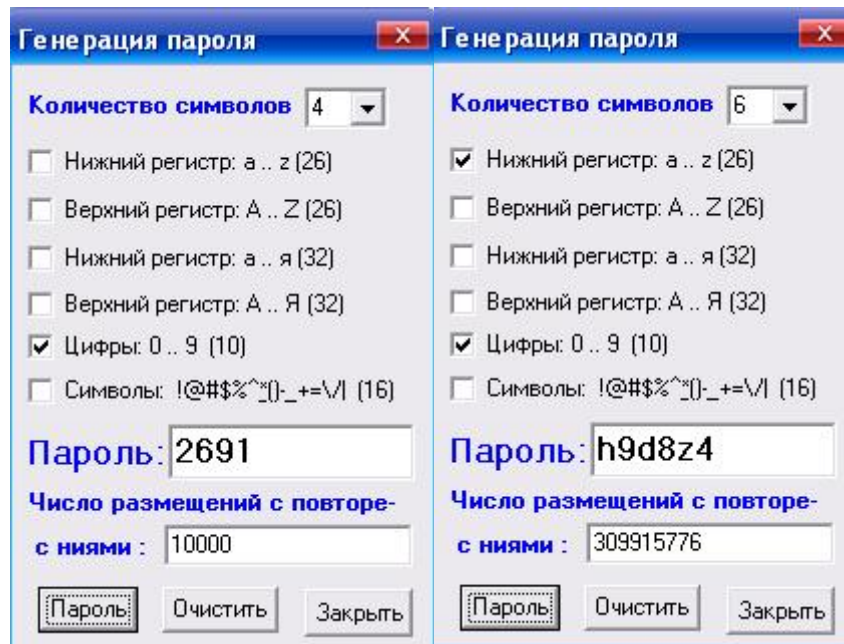 Генерация пароля
Количество символов 4
Нижний регистр: a .. z (26)
Верхний регистр: A .. Z (26)
Нижний регистр: а .. я (32)
Верхний регистр: А .. Я (32)
Цифры: 0 .. 9 (10)
Символы: !@#$%^*()-_+=\/| (16)
Пароль: 2691
Число размещений с повторе-
с ниями : 10000
Пароль Очистить Закрыть
Генерация пароля
Количество символов 6
Нижний регистр: a .. z (26)
Верхний регистр: A .. Z (26)
Нижний регистр: а .. я (32)
Верхний регистр: А .. Я (32)
Цифры: 0 .. 9 (10)
Символы: !@#$%^*()-_+=\/| (16)
Пароль: h9d8z4
Число размещений с повторе-
с ниями : 309915776
Пароль Очистить Закрыть